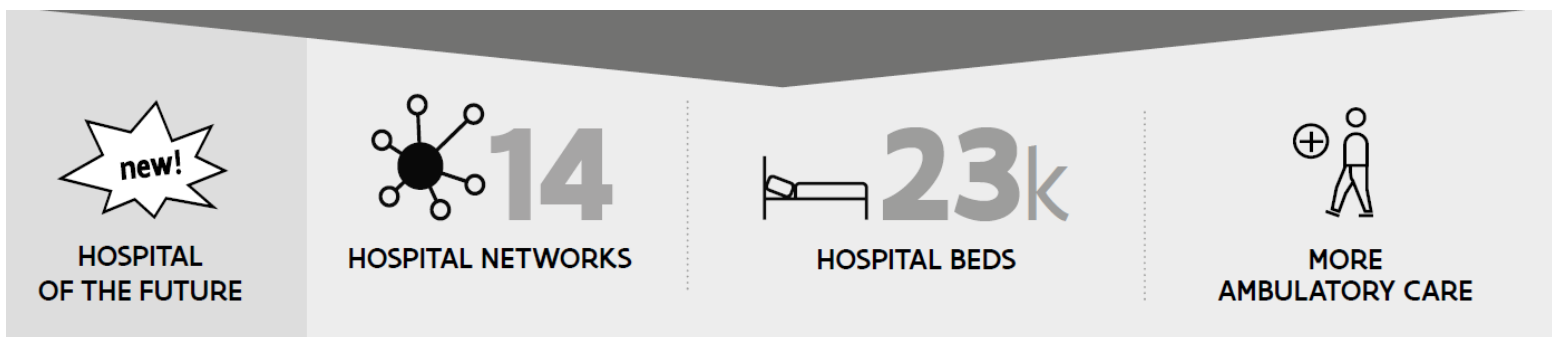 new!
HOSPITAL
OF THE FUTURE
14
HOSPITAL NETWORKS
23k
HOSPITAL BEDS
MORE
AMBULATORY CARE